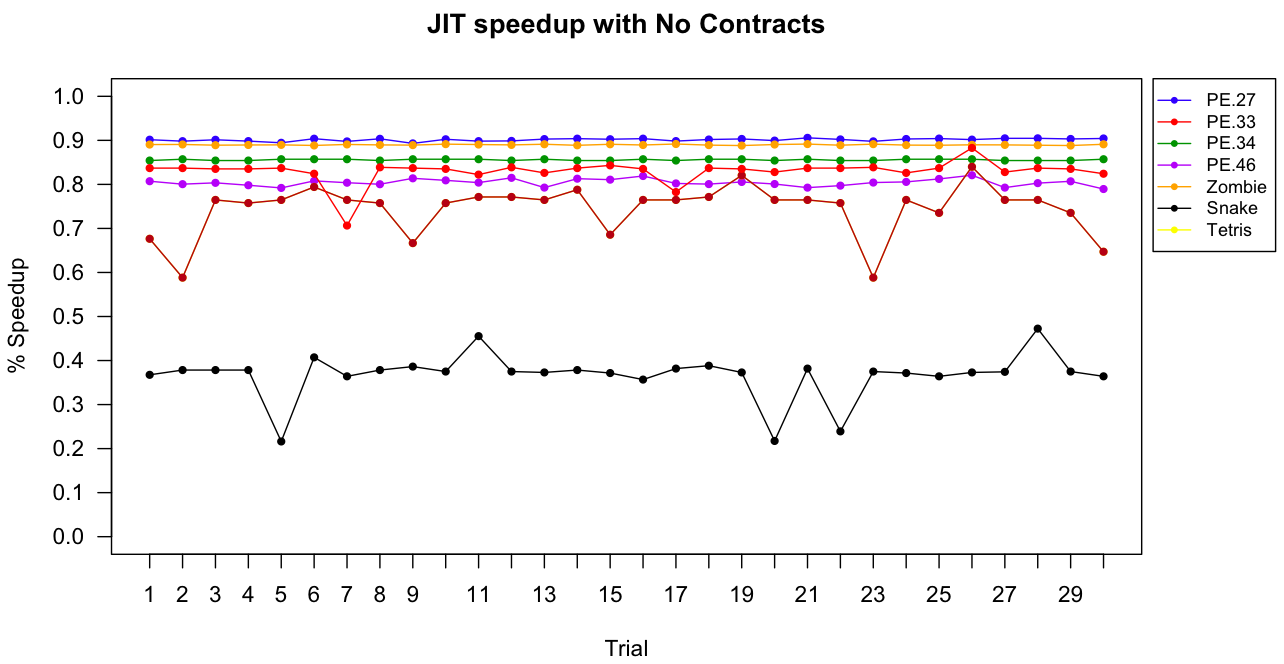 JIT speedup with No Contracts
% Speedup
1.0
0.9
0.8
0.7
0.6
0.5
0.4
0.3
0.2
0.1
0.0
1 2 3 4 5 6 7 8 9 11 13 15 17 19 21 23 25 27 29
Trial
PE.27
PE.33
PE.34
PE.46
Zombie
Snake
Tetris